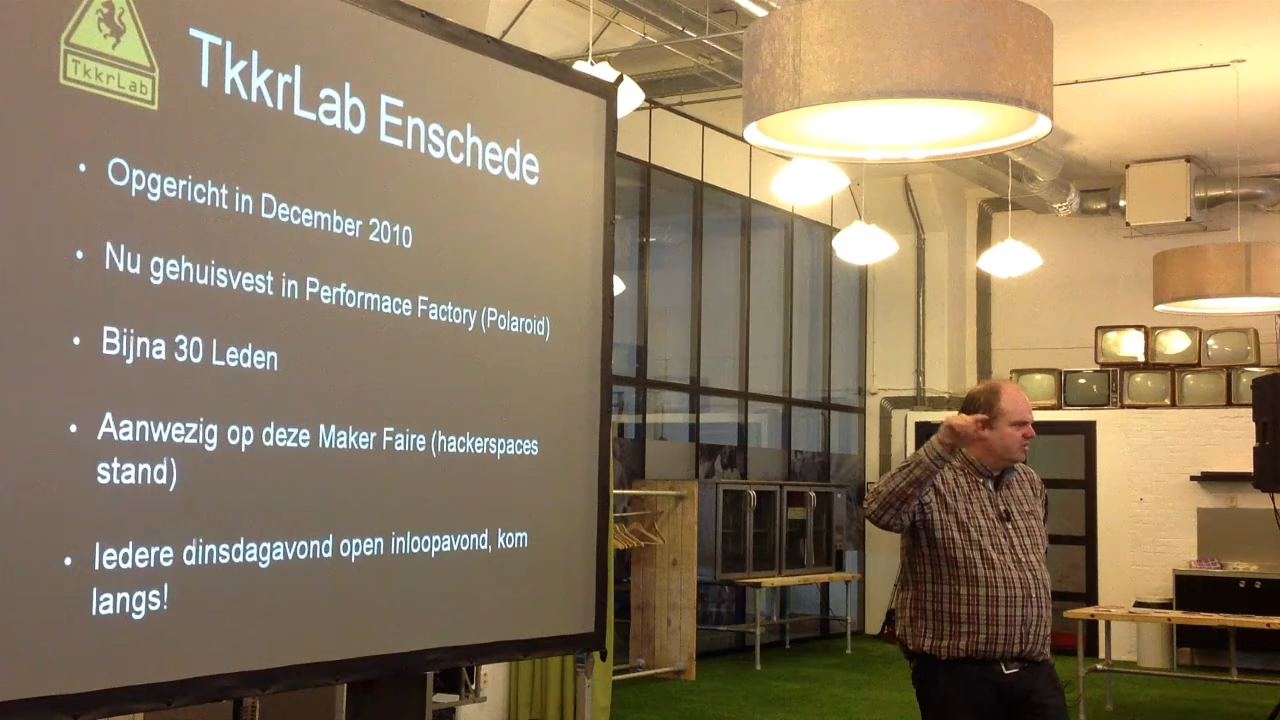 TkkrLab
TkkrLab Enschede
• Opgericht in December 2010
• Nu gehuisvest in Performace Factory (Polaroid)
• Bijna 30 Leden
• Aanwezig op deze Maker Faire (hackerspaces
stand)
• Iedere dinsdagavond open inloopavond, kom
langs!